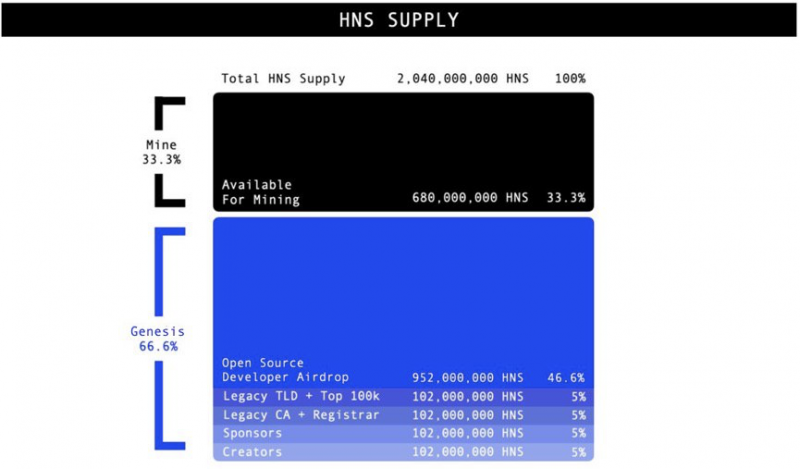 HNS SUPPLY
Total HNS Supply 2,040,000,000 HNS 100%
Mine
33.3%
Available
For Mining 680,000,000 HNS 33.3%
Genesis
66.6%
Open Source
Developer Airdrop 952,000,000 HNS 46.6%
Legacy TLD + Top 100k 102,000,000 HNS 5%
Legacy CA + Registrar 102,000,000 HNS 5%
Sponsors 102,000,000 HNS 5%
Creators 102,000,000 HNS 5%